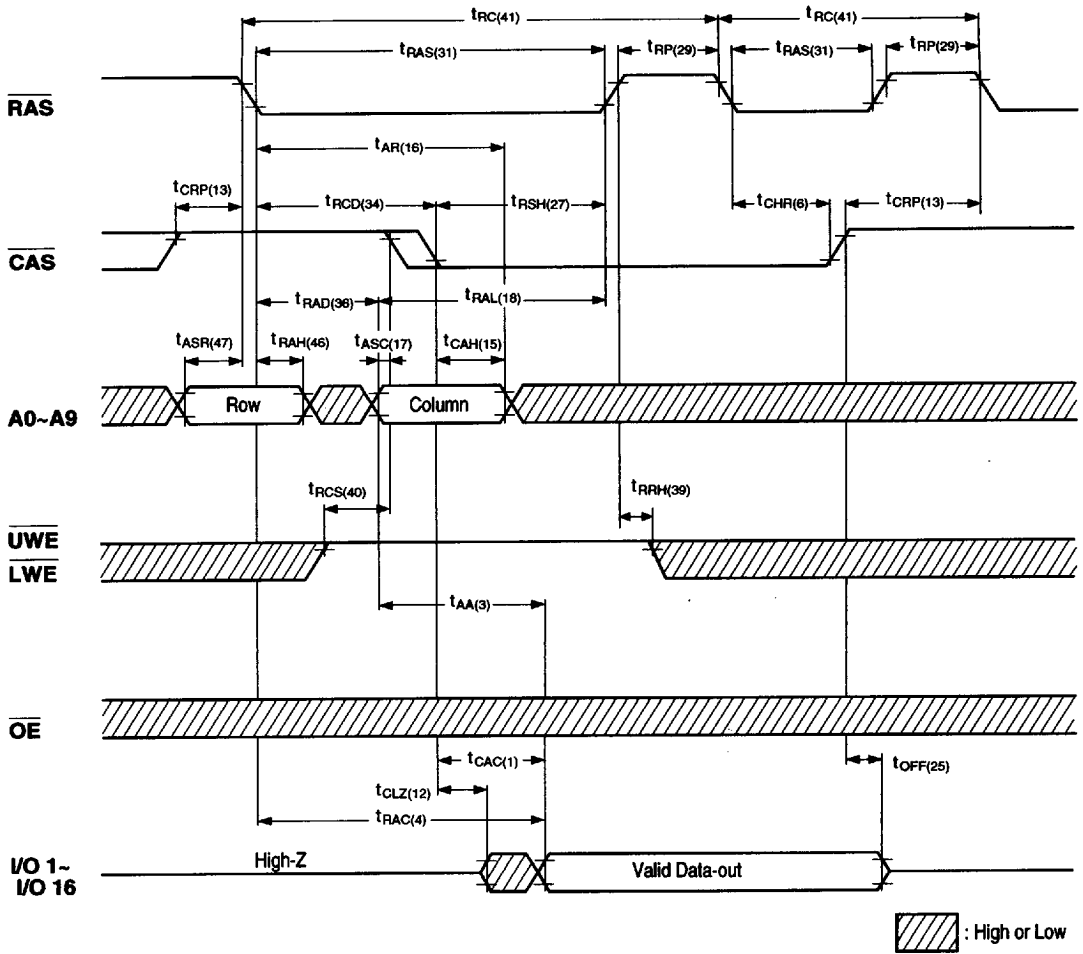 tRC(41) tRC(41)
tRAS(31) tRP(29) tRAS(31) tRP(29)
RAS
tAR(16)
tCRP(13) tRCD(34) tRSH(27) tCHR(6) tCRP(13)
CAS
tRAD(36) tRAL(18)
tASR(47) tRAH(46) tASC(17) tCAH(15)
A0~A9 Row Column
tRCS(40) tRRH(39)
UWE
LWE
tAA(3)
OE
tCAC(1) tOFF(25)
tCLZ(12)
tRAC(4)
I/O 1~ High-Z Valid Data-out
I/O 16
: High or Low